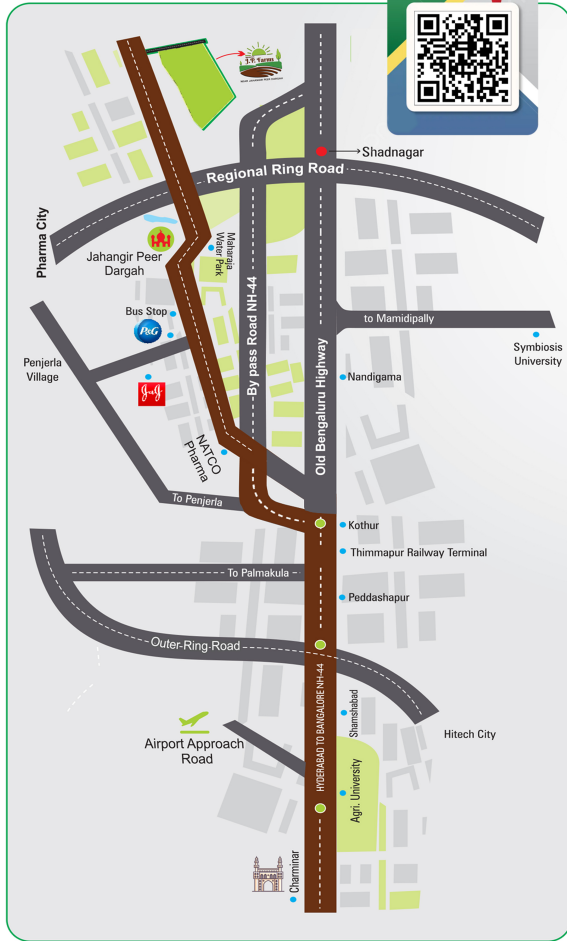 J.P. Farms
Shadnagar
Regional Ring Road
Pharma City
Jahangir Peer
Dargah
Maharaja
Water Park
Bus Stop
P&G
By pass Road NH-44
Old Bengaluru Highway
to Mamidipally
Symbiosis
University
Penjerla
Village
J&J
Nandigama
NATCO
Pharma
To Penjerla
Kothur
Thimmapur Railway Terminal
To Palmakula
Peddashapur
Outer-Ring-Road
HYDERABAD TO BANGALORE NH-44
Shamshabad
Hitech City
Airport Approach
Road
Agri. University
Charminar